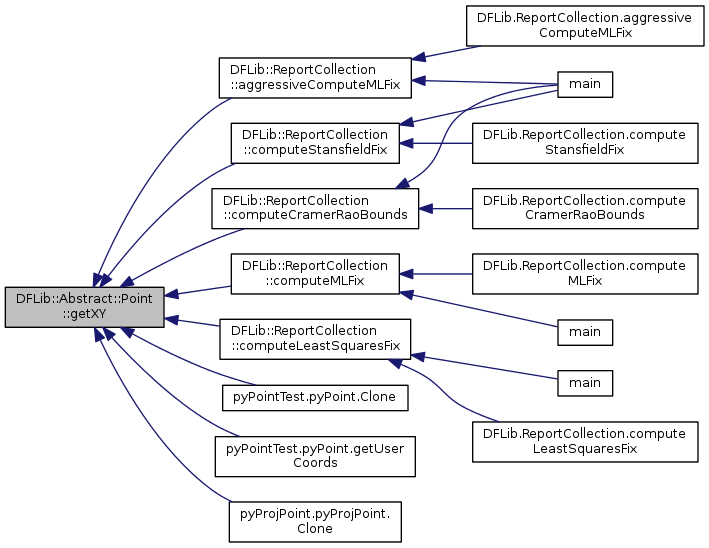 DFLib::Abstract::Point
::getXY
DFLib::ReportCollection
::aggressiveComputeMLFix
DFLib.ReportCollection.aggressive
ComputeMLFix
main
DFLib::ReportCollection
::computeStansfieldFix
DFLib.ReportCollection.compute
StansfieldFix
DFLib::ReportCollection
::computeCramerRaoBounds
DFLib.ReportCollection.compute
CramerRaoBounds
DFLib::ReportCollection
::computeMLFix
DFLib.ReportCollection.compute
MLFix
main
DFLib::ReportCollection
::computeLeastSquaresFix
main
DFLib.ReportCollection.compute
LeastSquaresFix
pyPointTest.pyPoint.Clone
pyPointTest.pyPoint.getUser
Coords
pyProjPoint.pyProjPoint.
Clone